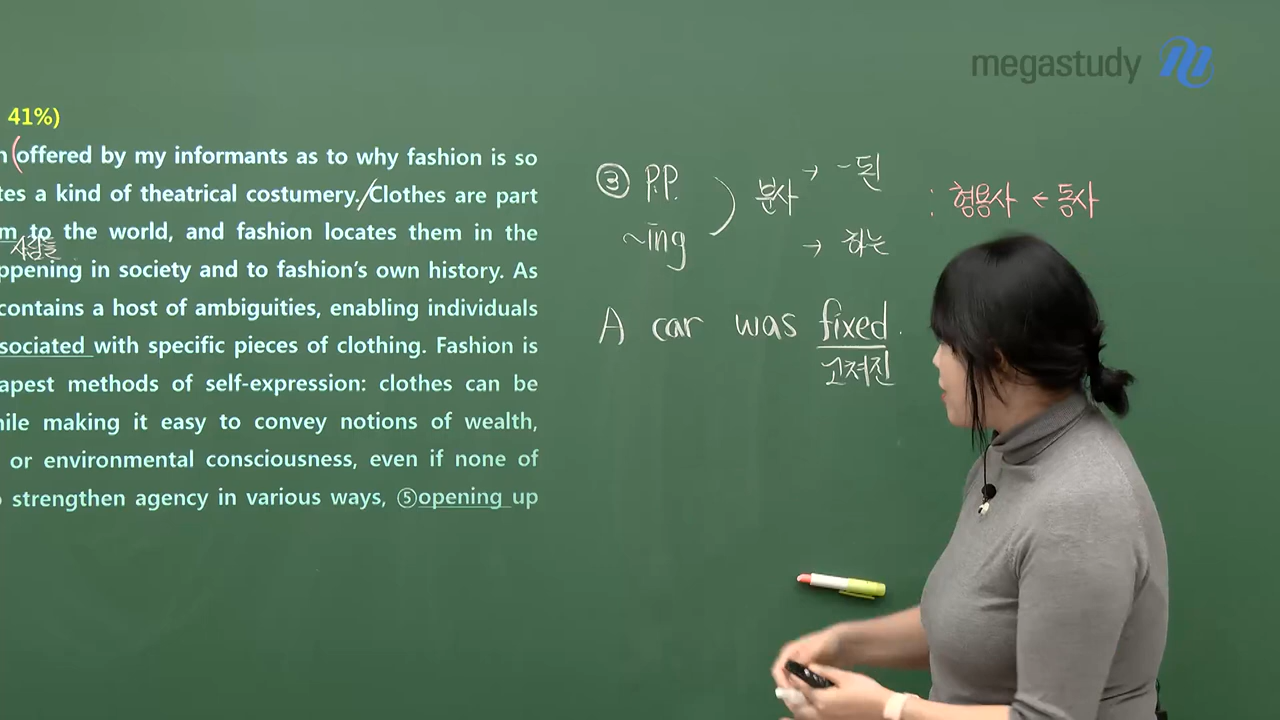 megastudy
41%)
offered by my informants as to why fashion is so
tes a kind of theatrical costumery. Clothes are part
m to the world, and fashion locates them in the
사람들
ppening in society and to fashion's own history. As
contains a host of ambiguities, enabling individuals
sociated with specific pieces of clothing. Fashion is
apest methods of self-expression: clothes can be
ile making it easy to convey notions of wealth,
or environmental consciousness, even if none of
strengthen agency in various ways, ⑤opening up
③ P.P. ) 분사 → -된 : 형용사 ← 동사
~ing → 하는
A car was fixed.
고쳐진